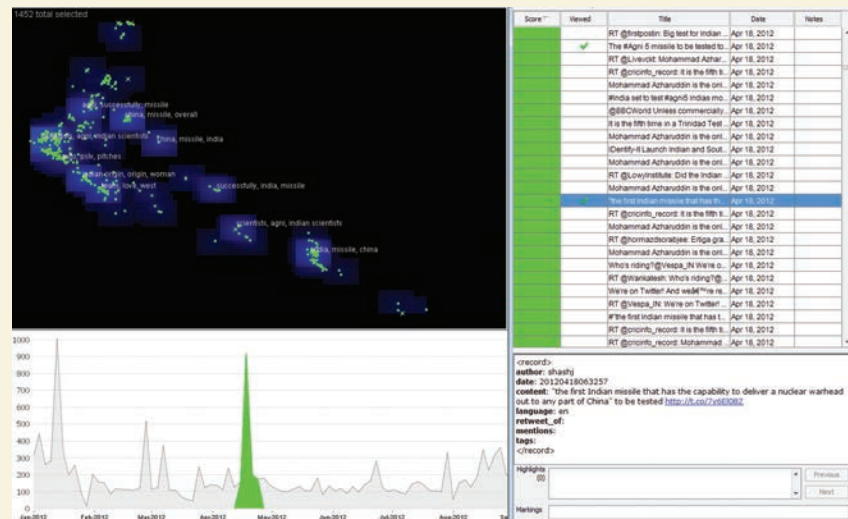 1452 total selected
agni, successfully, missile
china, missile, overall
agni, indian scientists
china, missile, india
pslv, pitches
indian origin, origin, woman
love, west
successfully, india, missile
scientists, agni, indian scientists
india, missile, china
1000
900
800
700
600
500
400
300
200
100
0
Jan-2012 Feb-2012 Mar-2012 Apr-2012 May-2012 Jun-2012 Jul-2012 Aug-2012
Score Viewed Title Date Notes
RT @firstpostin: Big test for Indian ... Apr 18, 2012
The #Agni 5 missile to be tested to... Apr 18, 2012
RT @Livevckt: Mohammad Azhar... Apr 18, 2012
RT @cricinfo_record: It is the fifth ti... Apr 18, 2012
Mohammad Azharuddin is the onl... Apr 18, 2012
#India set to test #agni5 indias mo... Apr 18, 2012
@BBCWorld Unless commercially... Apr 18, 2012
It is the fifth time in a Trinidad Test ... Apr 18, 2012
Mohammad Azharuddin is the onl... Apr 18, 2012
IDentify-It Launch Indian and Sout... Apr 18, 2012
Mohammad Azharuddin is the onl... Apr 18, 2012
RT @LowyInstitute: Did the Indian ... Apr 18, 2012
Mohammad Azharuddin is the onl... Apr 18, 2012
"the first Indian missile that has th... Apr 18, 2012
RT @cricinfo_record: It is the fifth ti... Apr 18, 2012
Mohammad Azharuddin is the onl... Apr 18, 2012
RT @hormazdsorabjee: Ertiga gra... Apr 18, 2012
Mohammad Azharuddin is the onl... Apr 18, 2012
Who's riding?@Vespa_IN We're o... Apr 18, 2012
RT @Wankatesh: Who's riding?@... Apr 18, 2012
We're on Twitter! And weâ€™re re... Apr 18, 2012
RT @Vespa_IN: We're on Twitter! ... Apr 18, 2012
#"the first Indian missile that has t... Apr 18, 2012
RT @cricinfo_record: It is the fifth ti... Apr 18, 2012
RT @cricinfo_record: Mohammad ... Apr 18, 2012
<record>
author: shashj
date: 20120418063257
content: "the first Indian missile that has the capability to deliver a nuclear warhead
out to any part of China" to be tested http://t.co/7v6El08Z
language: en
retweet_of:
mentions:
tags:
</record>
Highlights
(0)
Previous
Next
Markings